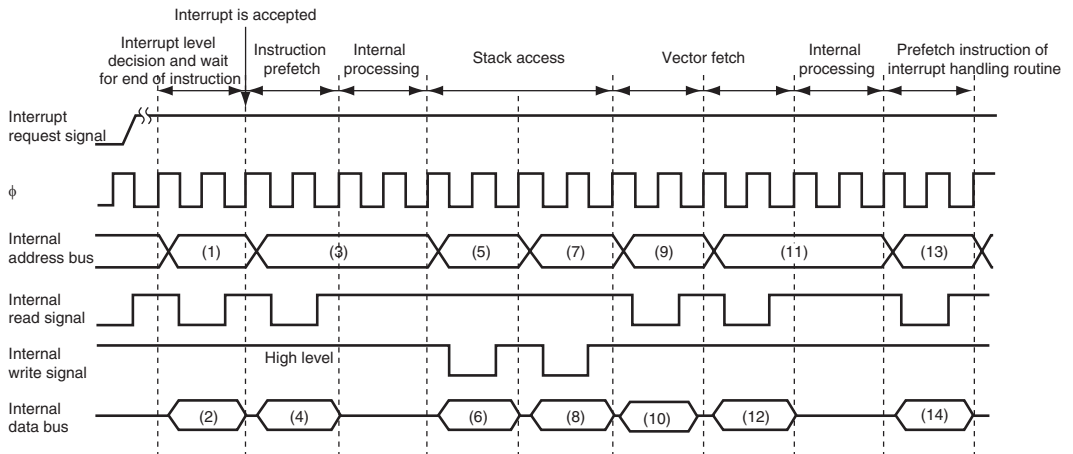 Interrupt is accepted
Interrupt level
decision and wait
for end of instruction
Instruction
prefetch
Internal
processing
Stack access
Vector fetch
Internal
processing
Prefetch instruction of
interrupt handling routine
Interrupt
request signal
φ
Internal
address bus
(1)
(3)
(5)
(7)
(9)
(11)
(13)
Internal
read signal
Internal
write signal
High level
Internal
data bus
(2)
(4)
(6)
(8)
(10)
(12)
(14)